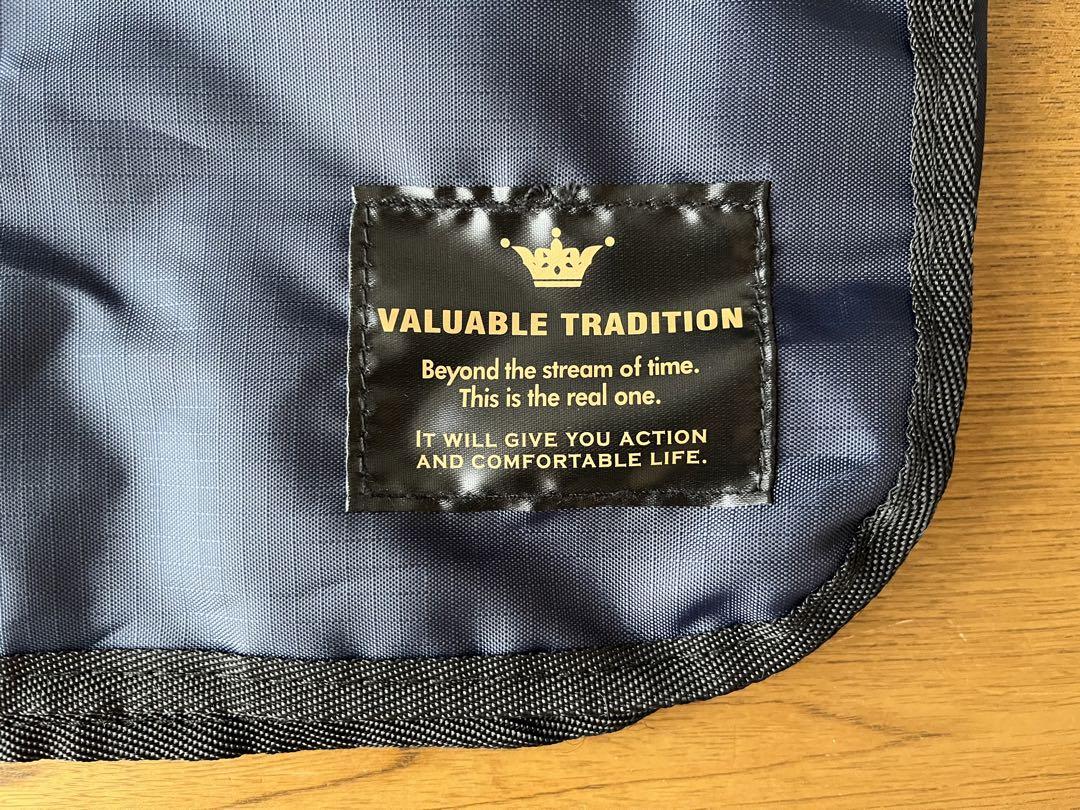 VALUABLE TRADITION
Beyond the stream of time.
This is the real one.
IT WILL GIVE YOU ACTION
AND COMFORTABLE LIFE.